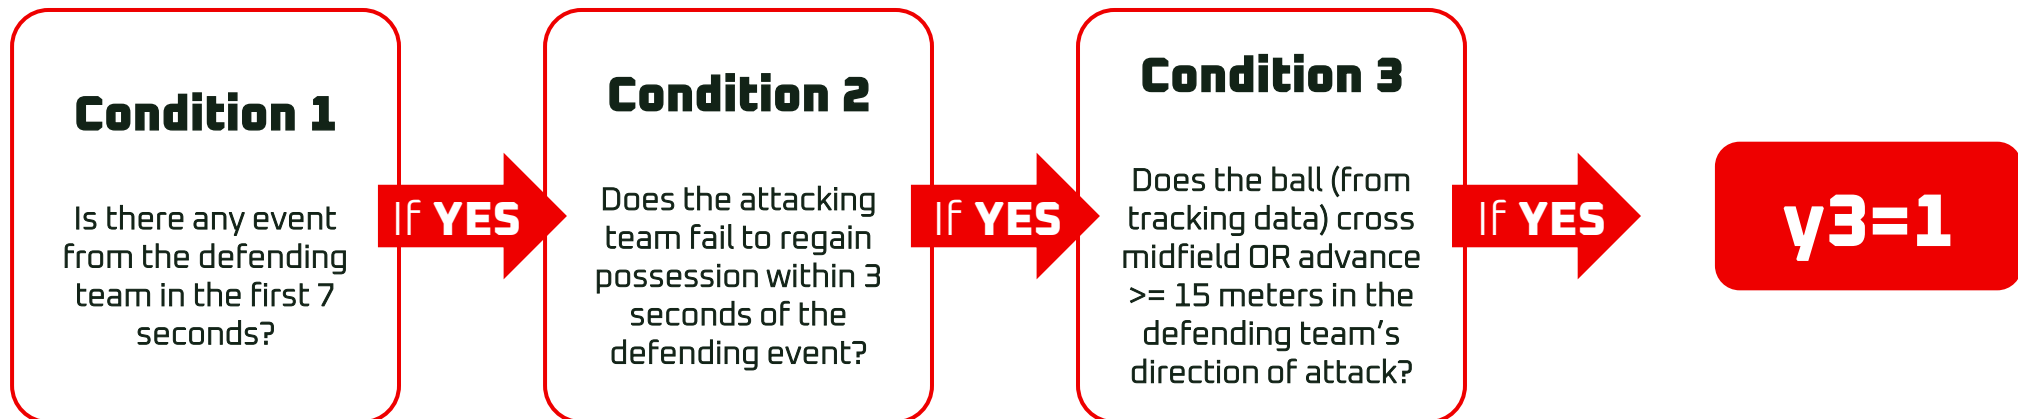 Condition 1
Is there any event
from the defending
team in the first 7
seconds?
If YES
Condition 2
Does the attacking
team fail to regain
possession within 3
seconds of the
defending event?
If YES
Condition 3
Does the ball (from
tracking data) cross
midfield OR advance
>= 15 meters in the
defending team's
direction of attack?
If YES
y3=1